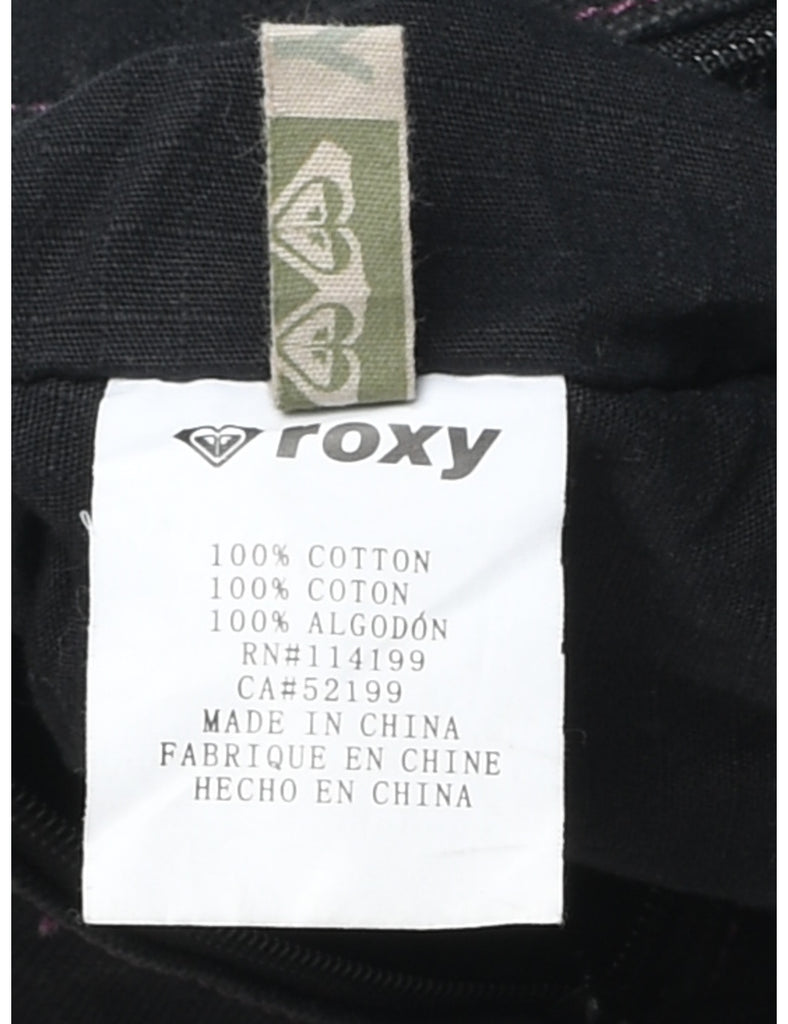 roxy
100% COTTON
100% COTON
100% ALGODÓN
RN#114199
CA#52199
MADE IN CHINA
FABRIQUE EN CHINE
HECHO EN CHINA